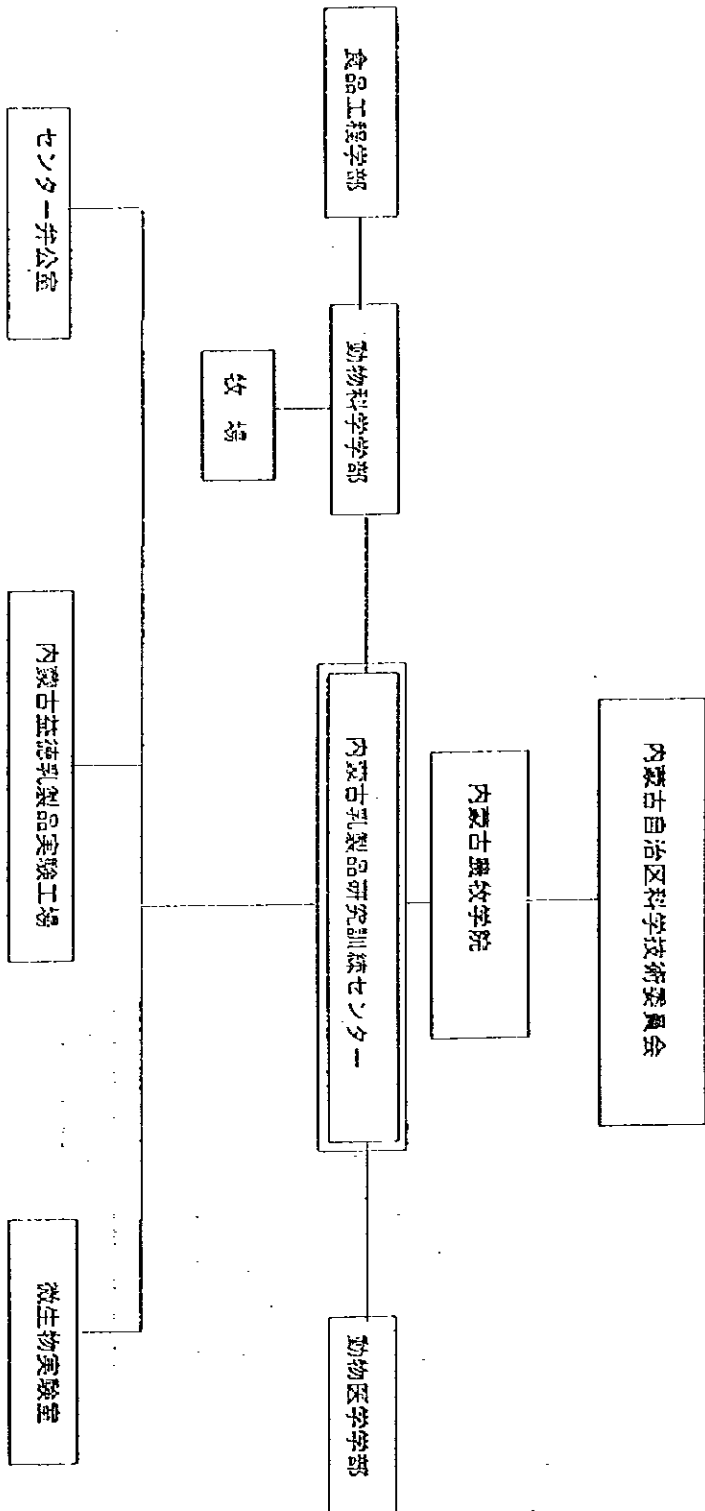 内蒙古自治区科学技術委員会
内蒙古農牧学院
食品工程学部
動物科学学部
内蒙古乳製品研究訓練センター
動物医学学部
牧 場
センター弁公室
内蒙古益徳乳製品実験工場
微生物実験室